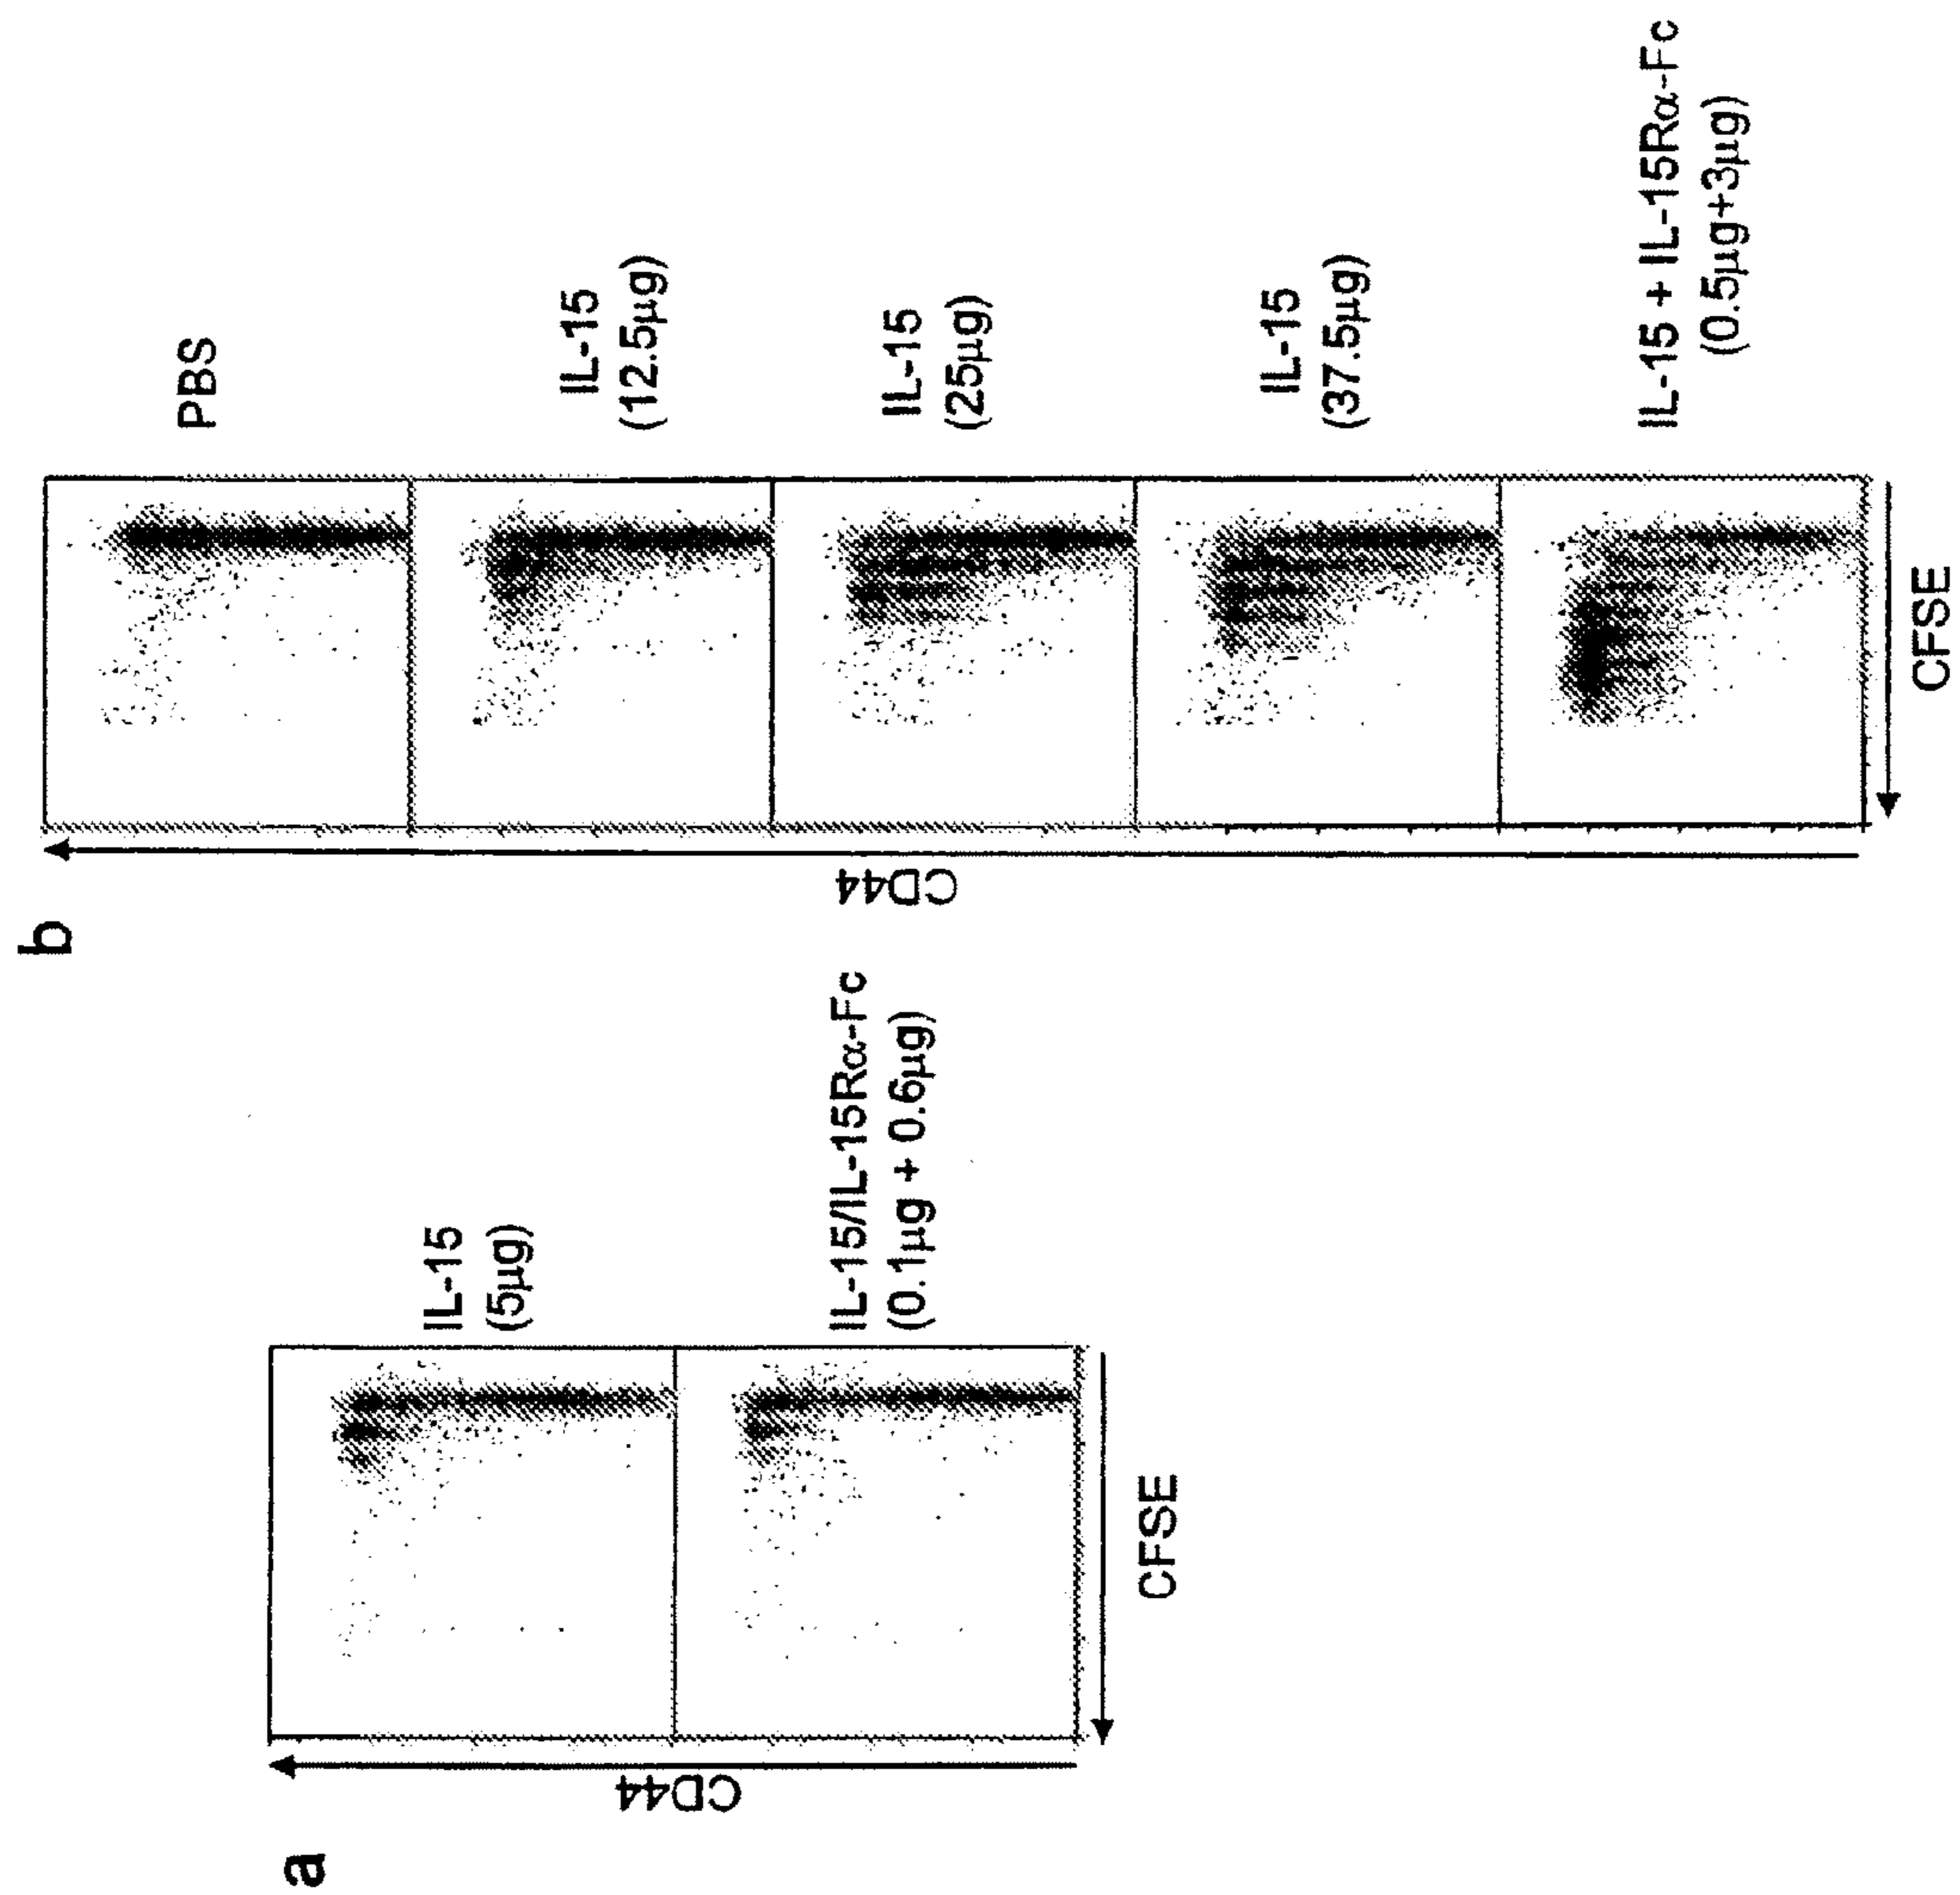 a
CD44
IL-15
(5µg)
IL-15/IL-15Rα-Fc
(0.1µg + 0.6µg)
CFSE
b
CD44
PBS
IL-15
(12.5µg)
IL-15
(25µg)
IL-15
(37.5µg)
IL-15 + IL-15Rα-Fc
(0.5µg+3µg)
CFSE